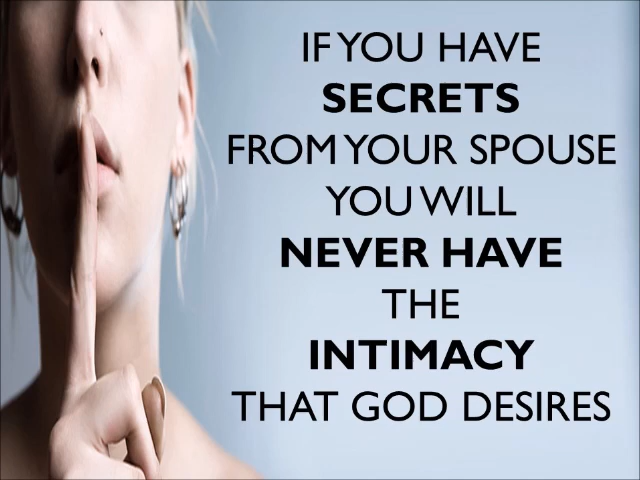 IF YOU HAVE
SECRETS
FROM YOUR SPOUSE
YOU WILL
NEVER HAVE
THE
INTIMACY
THAT GOD DESIRES